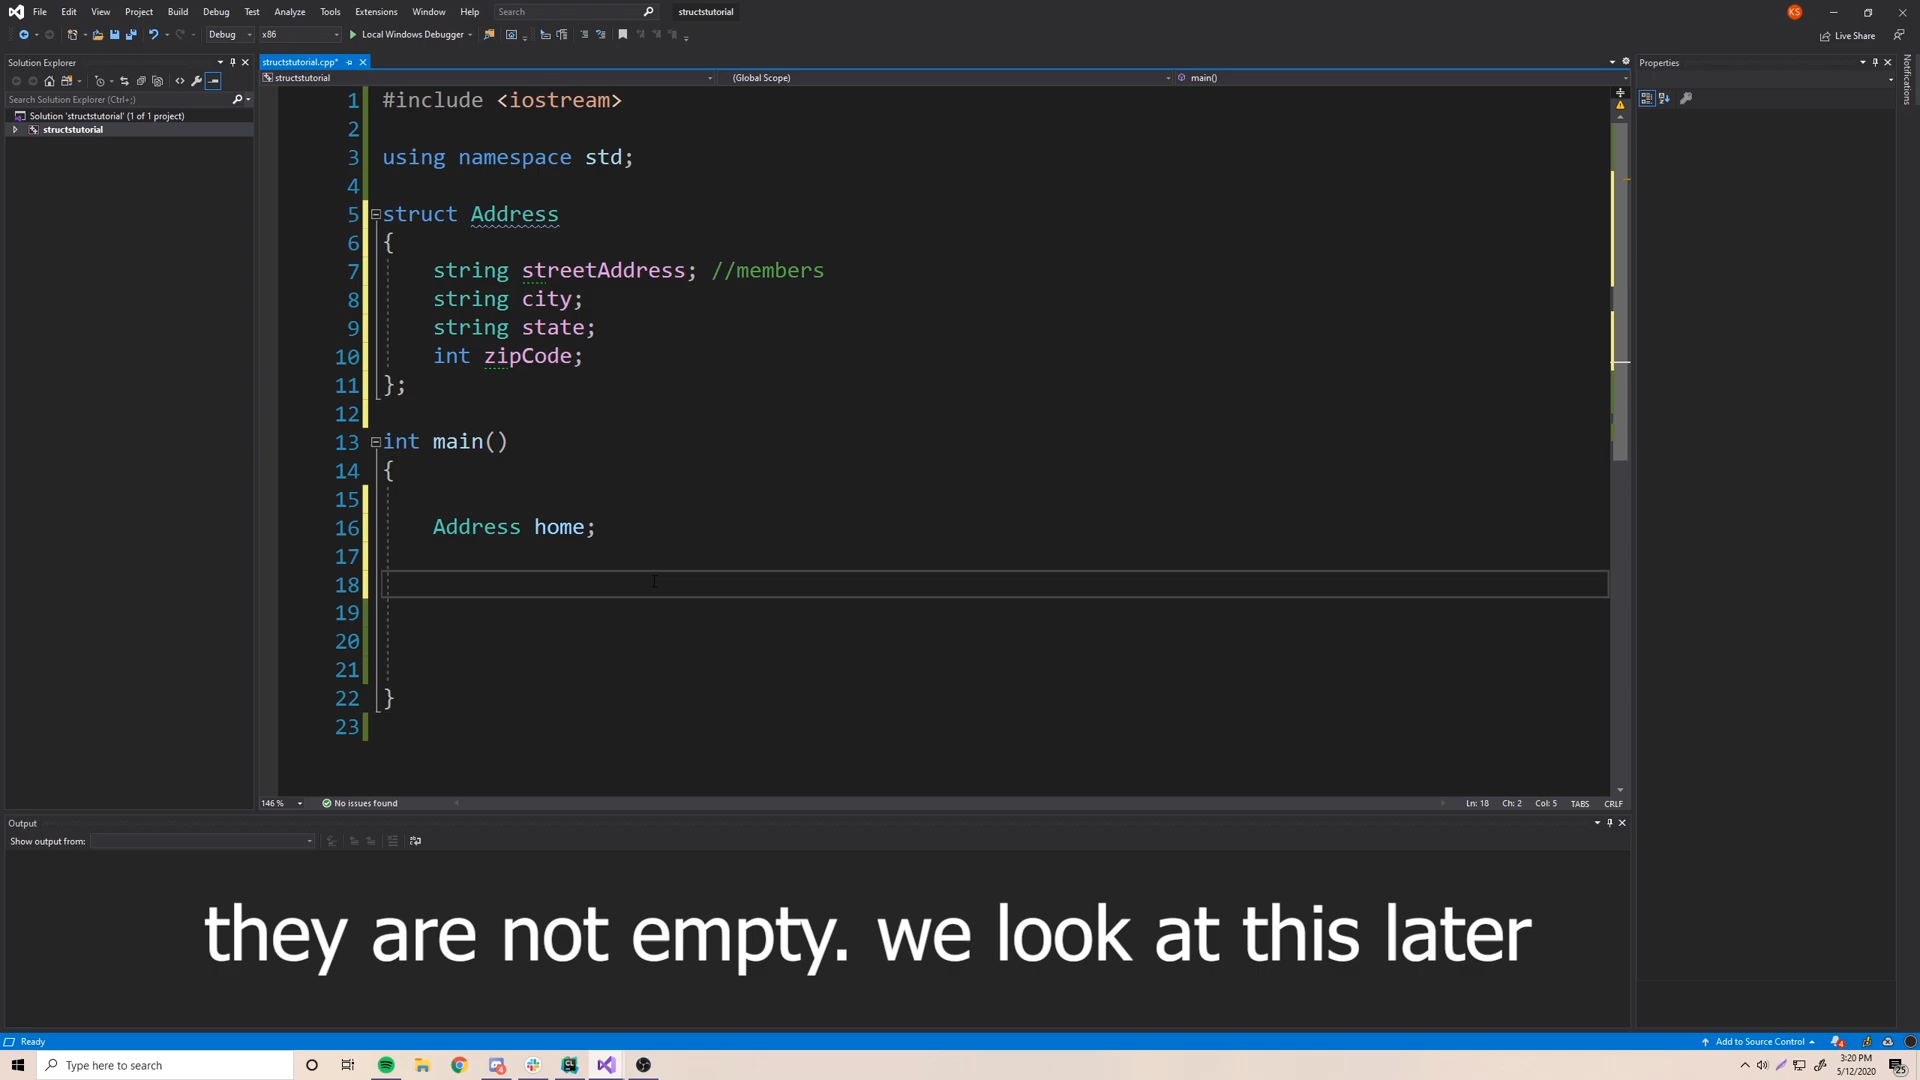 File Edit View Project Build Debug Test Analyze Tools Extensions Window Help Search structstutorial KS
Debug x86 Local Windows Debugger Live Share
Solution Explorer
Search Solution Explorer (Ctrl+;)
Solution 'structstutorial' (1 of 1 project)
structstutorial
structstutorial.cpp*
structstutorial (Global Scope) main()
1 #include <iostream>
2
3 using namespace std;
4
5 struct Address
6 {
7 string streetAddress; //members
8 string city;
9 string state;
10 int zipCode;
11 };
12
13 int main()
14 {
15
16 Address home;
17
18
19
20
21
22 }
23
146 % No issues found Ln: 18 Ch: 2 Col: 5 TABS CRLF
Properties
Notifications
Output
Show output from:
they are not empty. we look at this later
Ready Add to Source Control 4
Type here to search 3:20 PM
5/12/2020 25